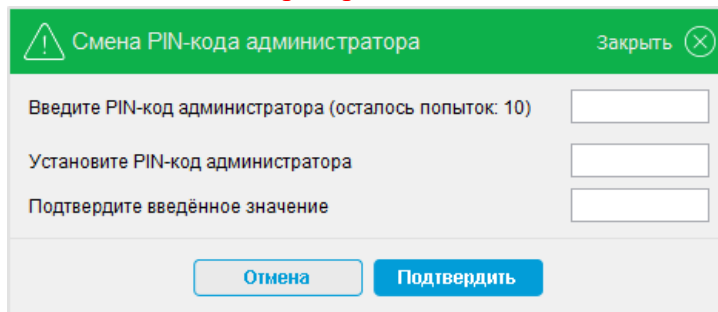 Смена PIN-кода администратора Закрыть
Введите PIN-код администратора (осталось попыток: 10)
Установите PIN-код администратора
Подтвердите введённое значение
Отмена Подтвердить